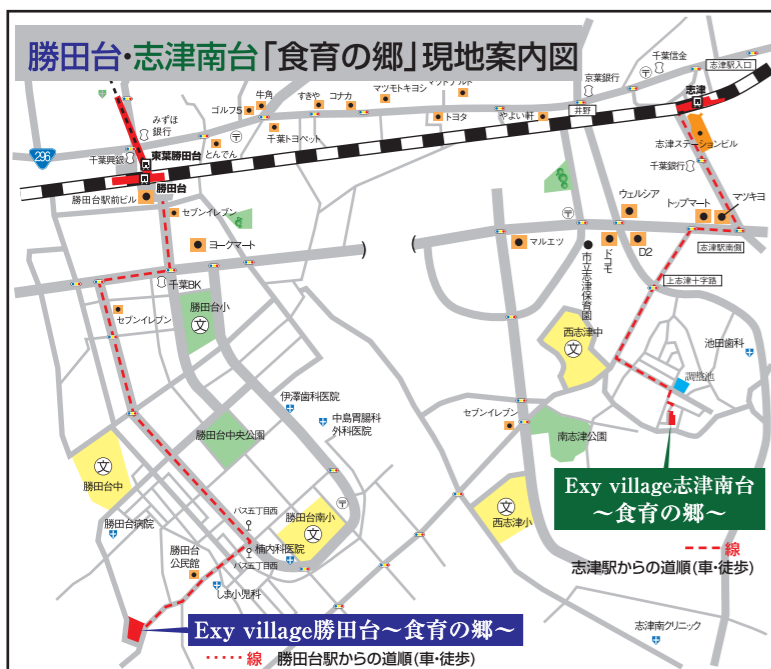 勝田台・志津南台「食育の郷」現地案内図
千葉信金
京葉銀行
志津駅入口
志津
牛角
すきや
コナカ
マツモトキヨシ
マクドナルド
ゴルフ5
みずほ
銀行
千葉トヨペット
トヨタ
やよい軒
井野
志津ステーションビル
296
千葉興銀
東葉勝田台
とんでん
千葉銀行
勝田台
勝田台駅前ビル
セブンイレブン
ウェルシア
トップマート
マツキヨ
ヨークマート
マルエツ
市立志津保育園
ドコモ
D2
志津駅南側
千葉BK
上志津十字路
セブンイレブン
勝田台小
文
西志津中
文
池田歯科
調整池
伊澤歯科医院
中島胃腸科
外科医院
セブンイレブン
勝田台中央公園
南志津公園
文
勝田台中
Exy village志津南台
～食育の郷～
バス五丁目西
勝田台南小
文
文
西志津小
勝田台病院
楠内科医院
バス五丁目西
線
志津駅からの道順(車・徒歩)
勝田台
公民館
しま小児科
Exy village勝田台～食育の郷～
志津南クリニック
線 勝田台駅からの道順(車・徒歩)